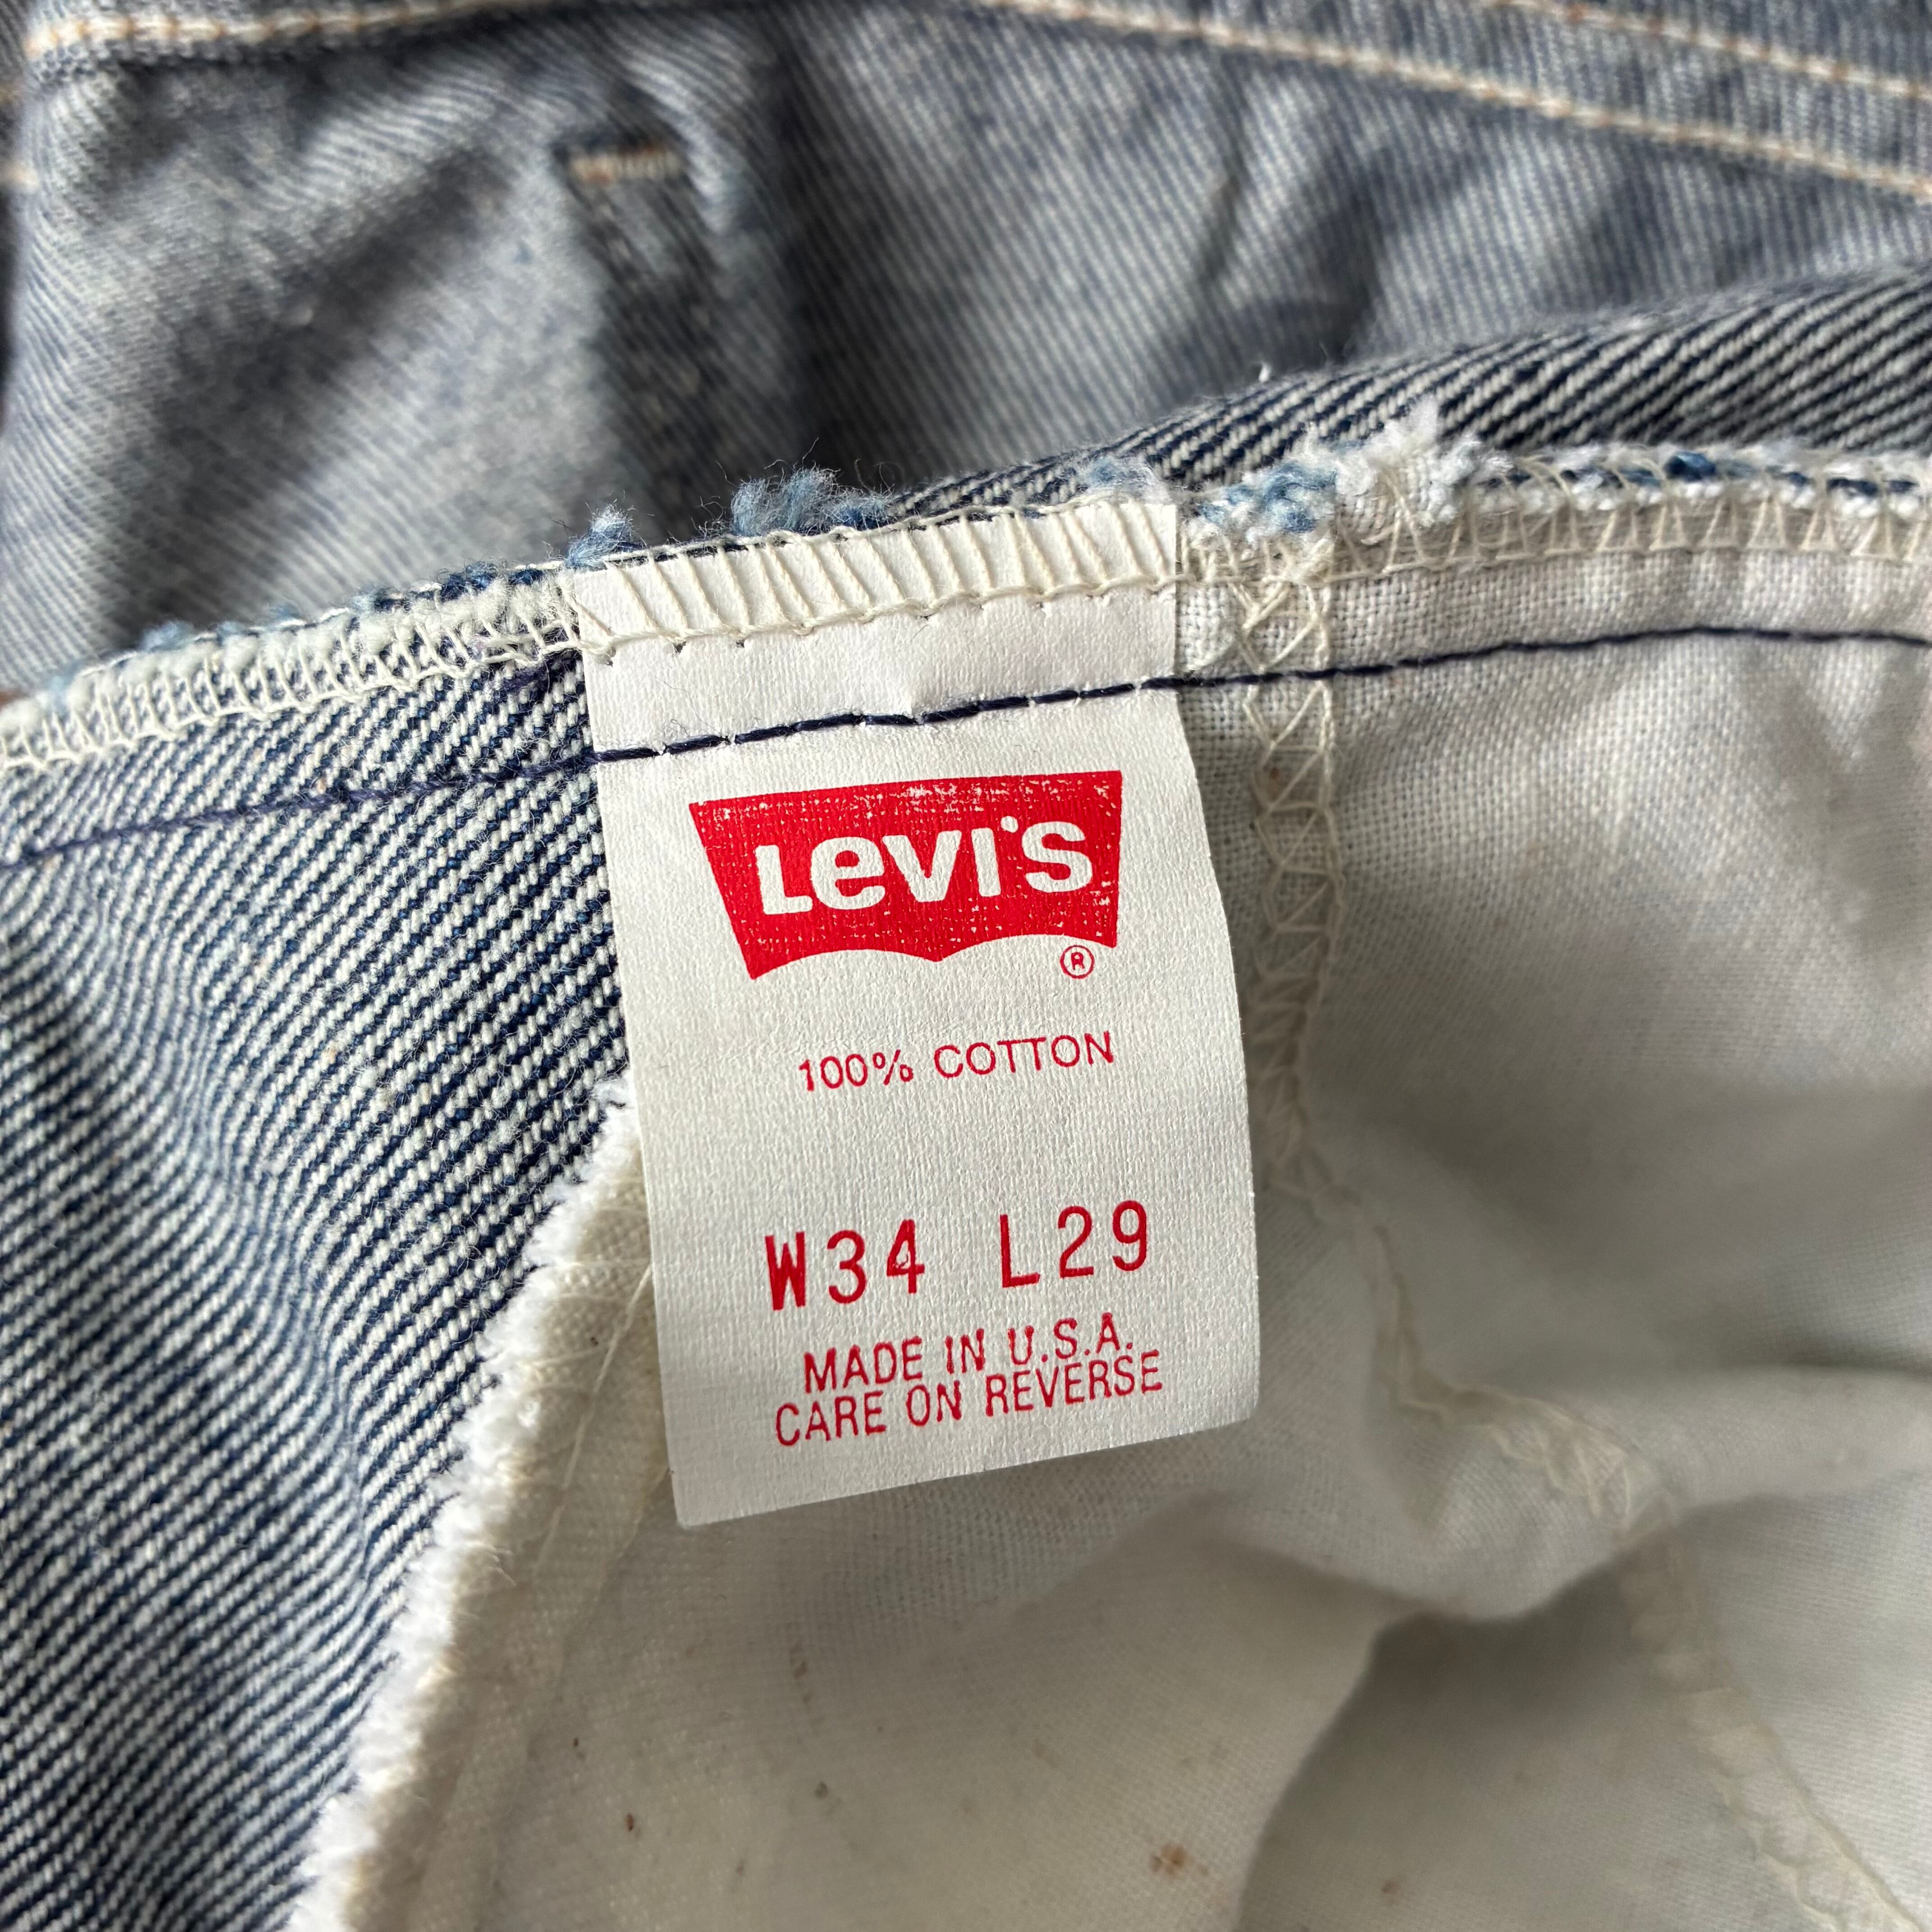 Levi's
®
100% COTTON
W34 L29
MADE IN U.S.A.
CARE ON REVERSE